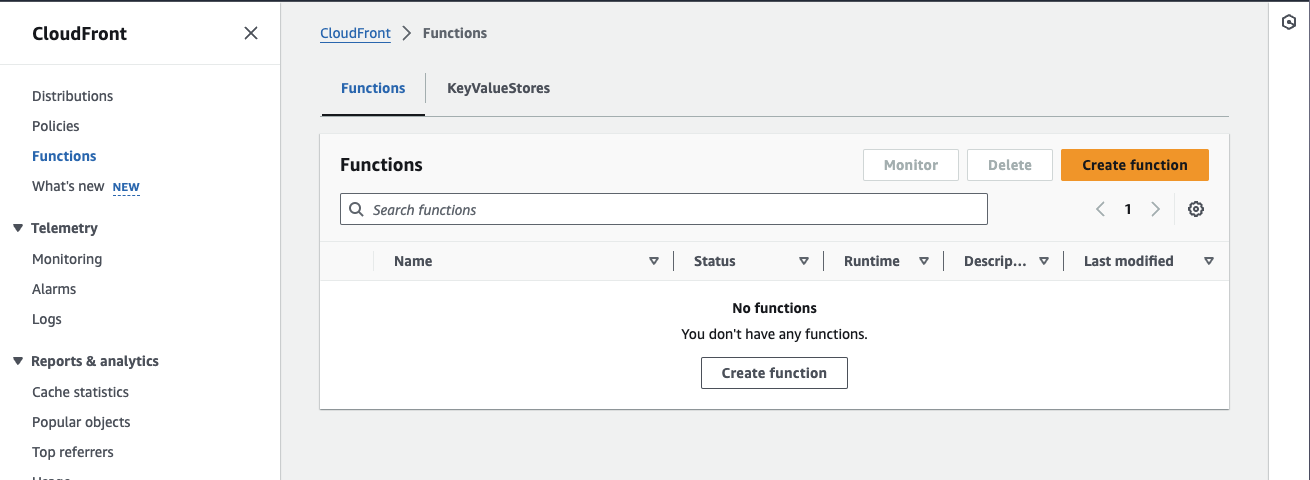 CloudFront
Distributions
Policies
Functions
What's new NEW
Telemetry
Monitoring
Alarms
Logs
Reports & analytics
Cache statistics
Popular objects
Top referrers
CloudFront > Functions
Functions
KeyValueStores
Functions
Monitor
Delete
Create function
Search functions
1
Name
Status
Runtime
Descrip...
Last modified
No functions
You don't have any functions.
Create function